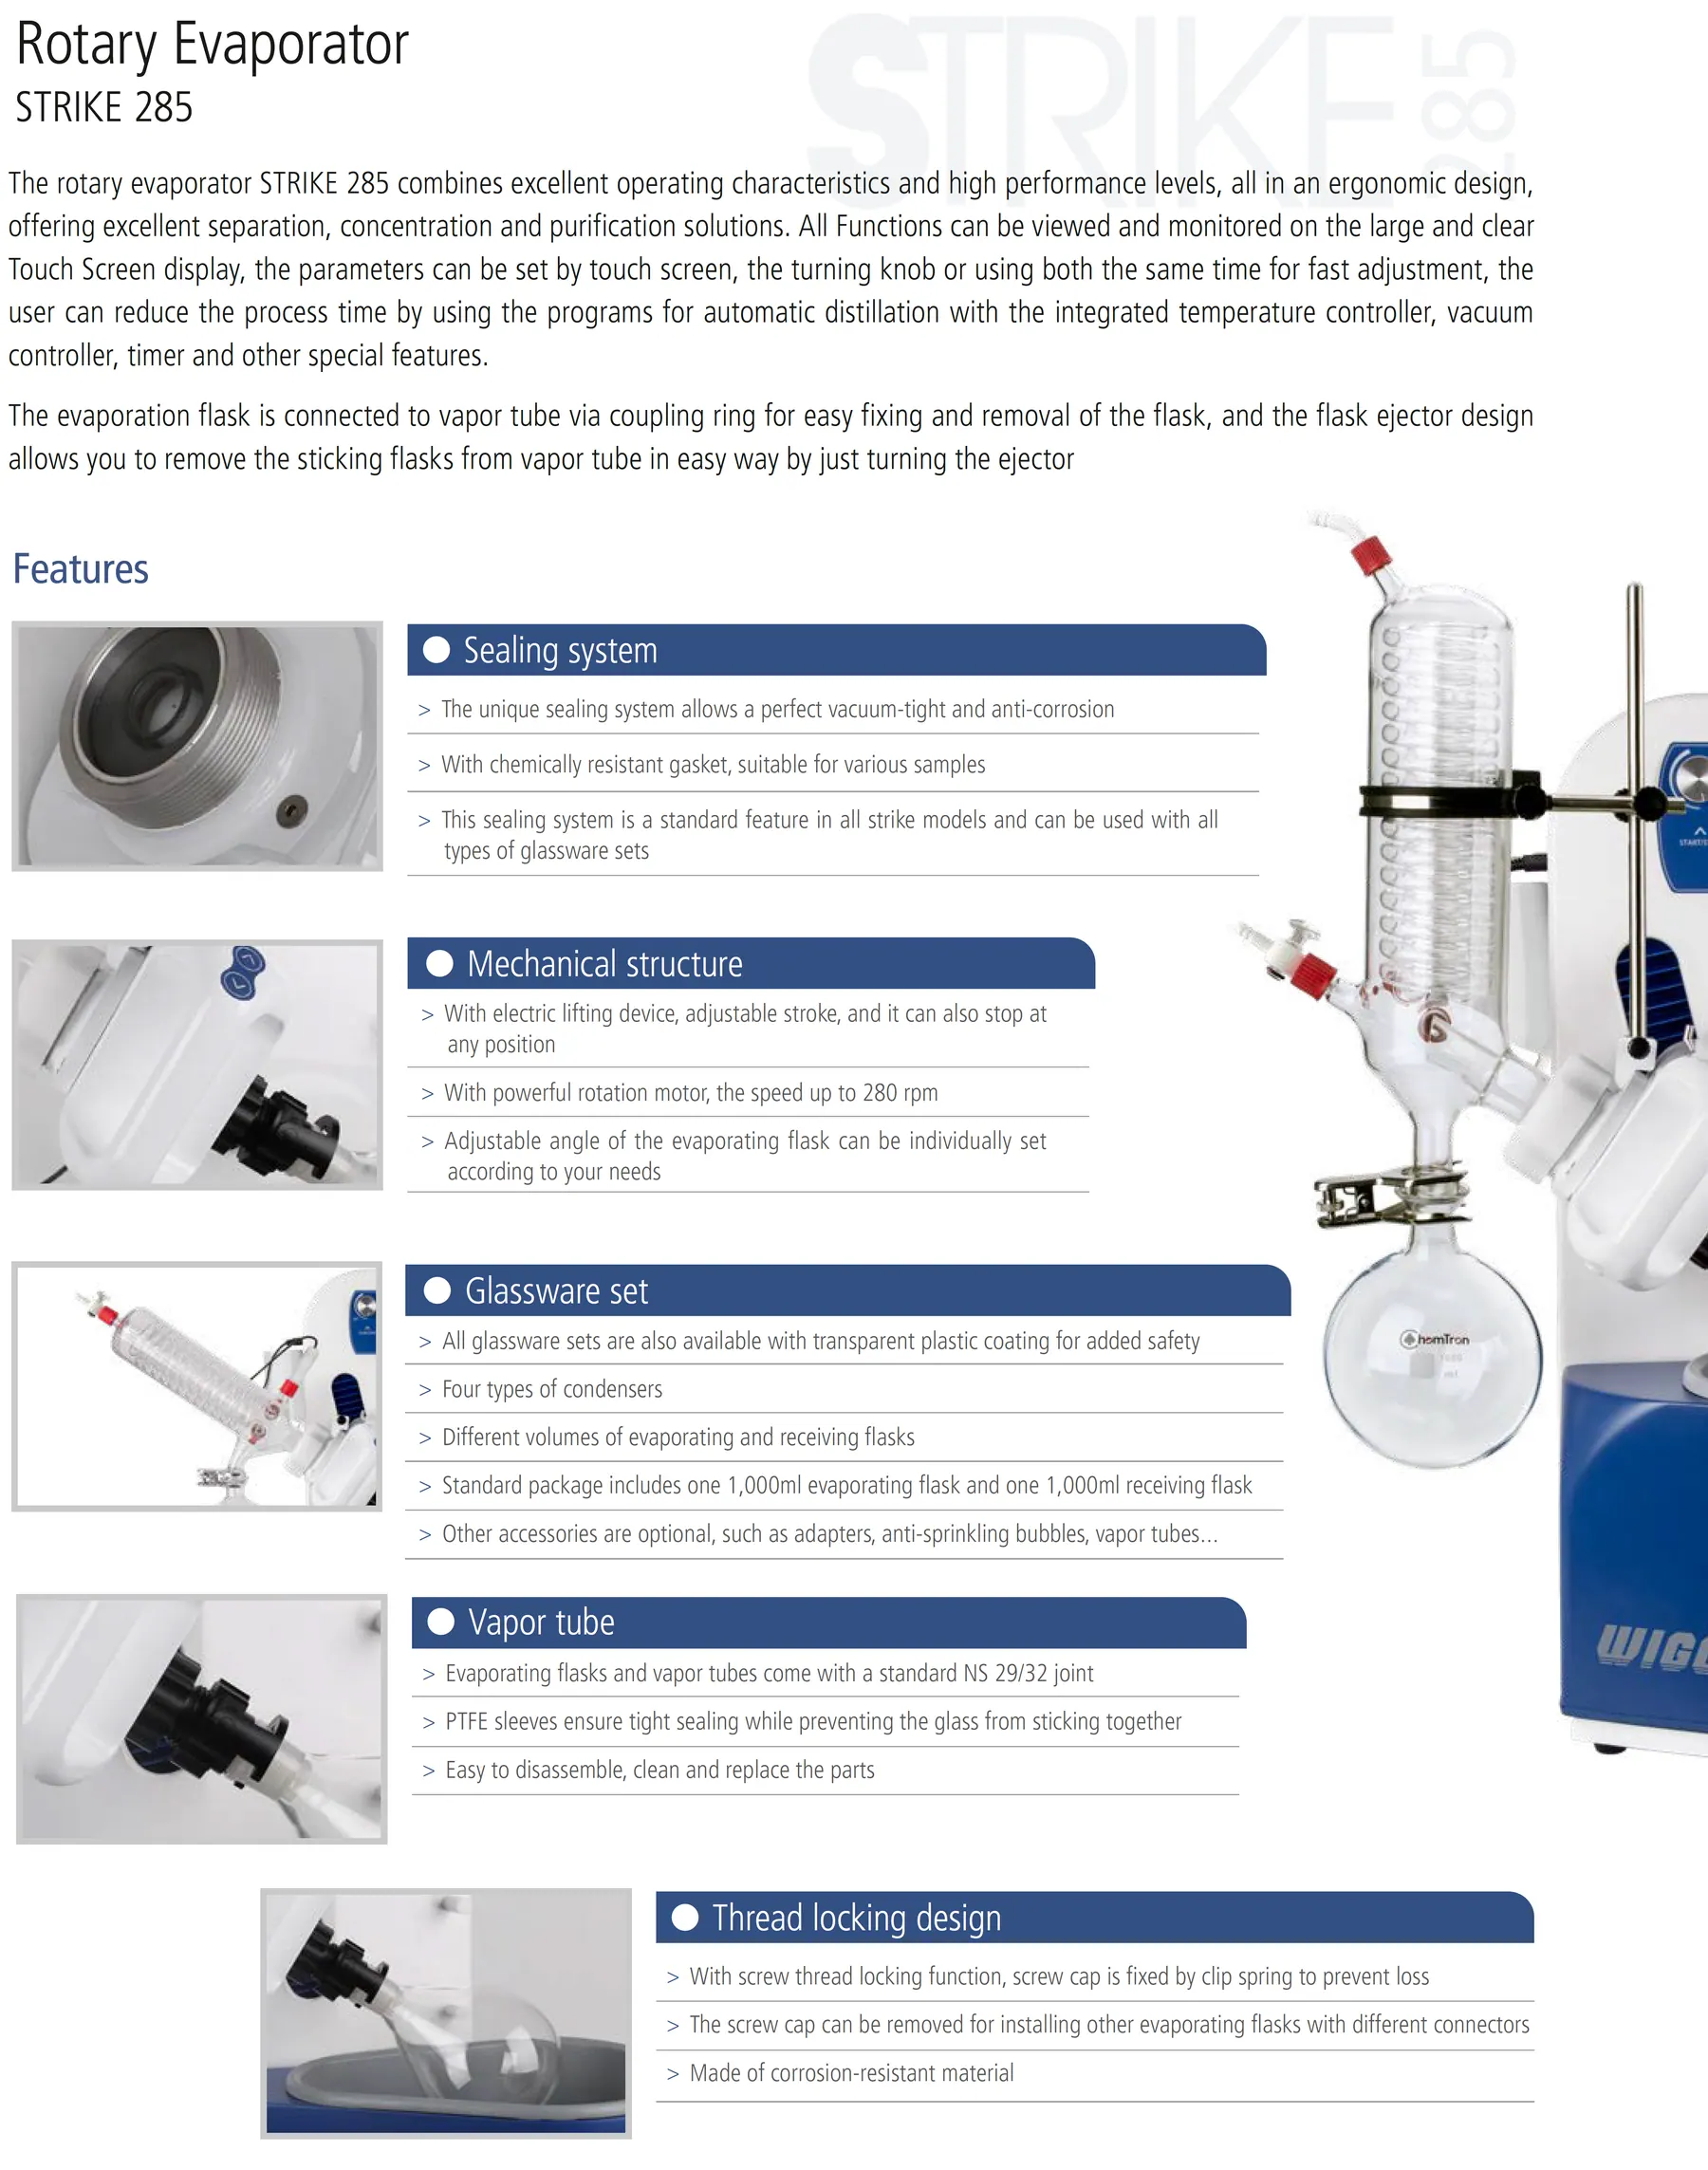 STRIKE 285
Rotary Evaporator
STRIKE 285
The rotary evaporator STRIKE 285 combines excellent operating characteristics and high performance levels, all in an ergonomic design,
offering excellent separation, concentration and purification solutions. All Functions can be viewed and monitored on the large and clear
Touch Screen display, the parameters can be set by touch screen, the turning knob or using both the same time for fast adjustment, the
user can reduce the process time by using the programs for automatic distillation with the integrated temperature controller, vacuum
controller, timer and other special features.
The evaporation flask is connected to vapor tube via coupling ring for easy fixing and removal of the flask, and the flask ejector design
allows you to remove the sticking flasks from vapor tube in easy way by just turning the ejector
Features
Sealing system
> The unique sealing system allows a perfect vacuum-tight and anti-corrosion
> With chemically resistant gasket, suitable for various samples
> This sealing system is a standard feature in all strike models and can be used with all
types of glassware sets
Mechanical structure
> With electric lifting device, adjustable stroke, and it can also stop at
any position
> With powerful rotation motor, the speed up to 280 rpm
> Adjustable angle of the evaporating flask can be individually set
according to your needs
Glassware set
> All glassware sets are also available with transparent plastic coating for added safety
> Four types of condensers
> Different volumes of evaporating and receiving flasks
> Standard package includes one 1,000ml evaporating flask and one 1,000ml receiving flask
> Other accessories are optional, such as adapters, anti-sprinkling bubbles, vapor tubes...
hemTron
ml
Vapor tube
> Evaporating flasks and vapor tubes come with a standard NS 29/32 joint
> PTFE sleeves ensure tight sealing while preventing the glass from sticking together
> Easy to disassemble, clean and replace the parts
WIGG
Thread locking design
> With screw thread locking function, screw cap is fixed by clip spring to prevent loss
> The screw cap can be removed for installing other evaporating flasks with different connectors
> Made of corrosion-resistant material